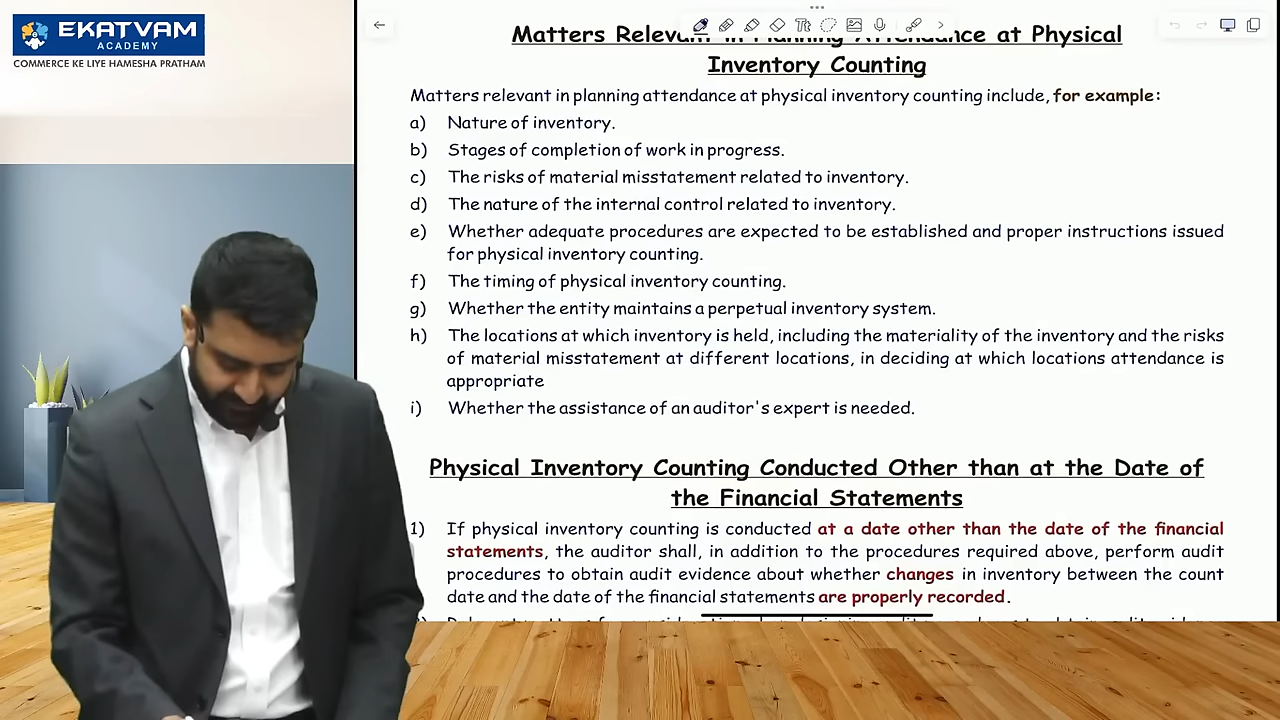 EKATVAM
ACADEMY
COMMERCE KE LIYE HAMESHA PRATHAM
Matters Relevant in Planning Attendance at Physical
Inventory Counting
Matters relevant in planning attendance at physical inventory counting include, for example:
a) Nature of inventory.
b) Stages of completion of work in progress.
c) The risks of material misstatement related to inventory.
d) The nature of the internal control related to inventory.
e) Whether adequate procedures are expected to be established and proper instructions issued
for physical inventory counting.
f) The timing of physical inventory counting.
g) Whether the entity maintains a perpetual inventory system.
h) The locations at which inventory is held, including the materiality of the inventory and the risks
of material misstatement at different locations, in deciding at which locations attendance is
appropriate
i) Whether the assistance of an auditor's expert is needed.
Physical Inventory Counting Conducted Other than at the Date of
the Financial Statements
1) If physical inventory counting is conducted at a date other than the date of the financial
statements, the auditor shall, in addition to the procedures required above, perform audit
procedures to obtain audit evidence about whether changes in inventory between the count
date and the date of the financial statements are properly recorded.